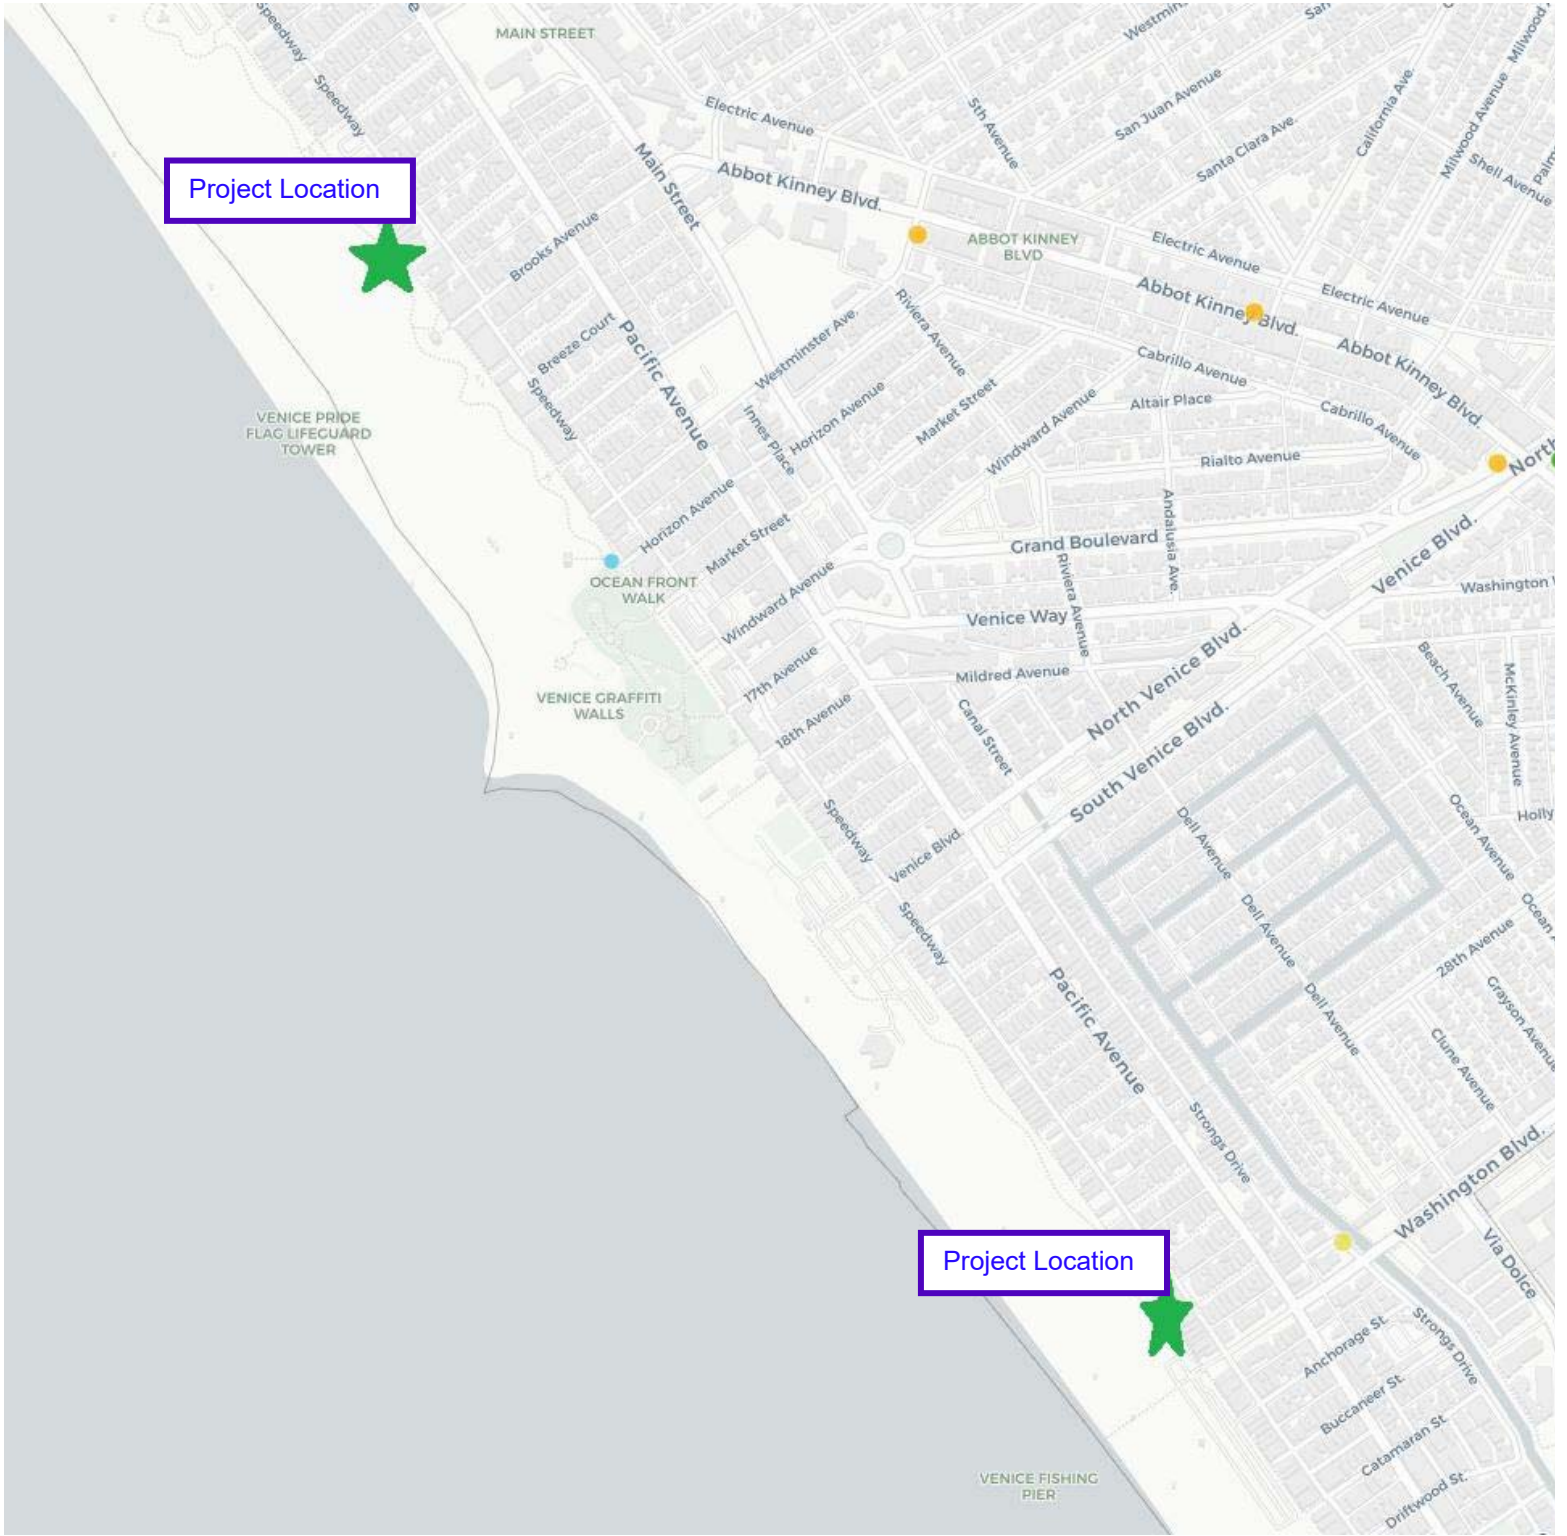 Speedway
MAIN STREET
Westmin
San
Milwood
Speedway
Electric Avenue
5th Avenue
San Juan Avenue
California Ave.
Milwood Avenue
Santa Clara Ave.
Shell Avenue
Palm
Project Location
Main Street
Abbot Kinney Blvd.
Brooks Avenue
ABBOT KINNEY
BLVD
Electric Avenue
Abbot Kinney Blvd.
Electric Avenue
Riviera Avenue
Breeze Court
Pacific Avenue
Westminster Ave.
Abbot Kinney Blvd.
Cabrillo Avenue
Speedway
Innes Place
Horizon Avenue
Market Street
Windward Avenue
Altair Place
Cabrillo Avenue
VENICE PRIDE
FLAG LIFEGUARD
TOWER
Rialto Avenue
North
Horizon Avenue
Market Street
Andalusia Ave.
Grand Boulevard
Venice Blvd.
OCEAN FRONT
WALK
Windward Avenue
Riviera Avenue
Washington
Venice Way
17th Avenue
Mildred Avenue
North Venice Blvd.
Beach Avenue
McKinley Avenue
VENICE GRAFFITI
WALLS
18th Avenue
Canal Street
South Venice Blvd.
Speedway
Venice Blvd.
Dell Avenue
Ocean Avenue
Holly
Speedway
Dell Avenue
28th Avenue
Ocean
Pacific Avenue
Dell Avenue
Grayson Avenue
Clune Avenue
Strongs Drive
Washington Blvd.
Project Location
Via Dolce
Anchorage St.
Strongs Drive
Buccaneer St.
Catamaran St.
VENICE FISHING
PIER
Driftwood St.